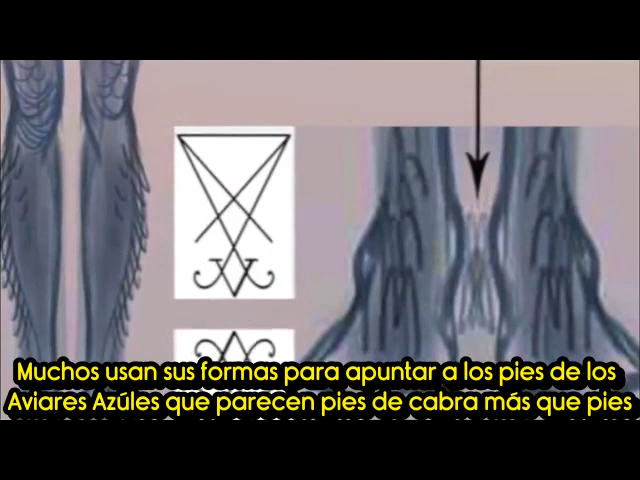 Muchos usan sus formas para apuntar a los pies de los
Aviares Azúles que parecen pies de cabra más que pies